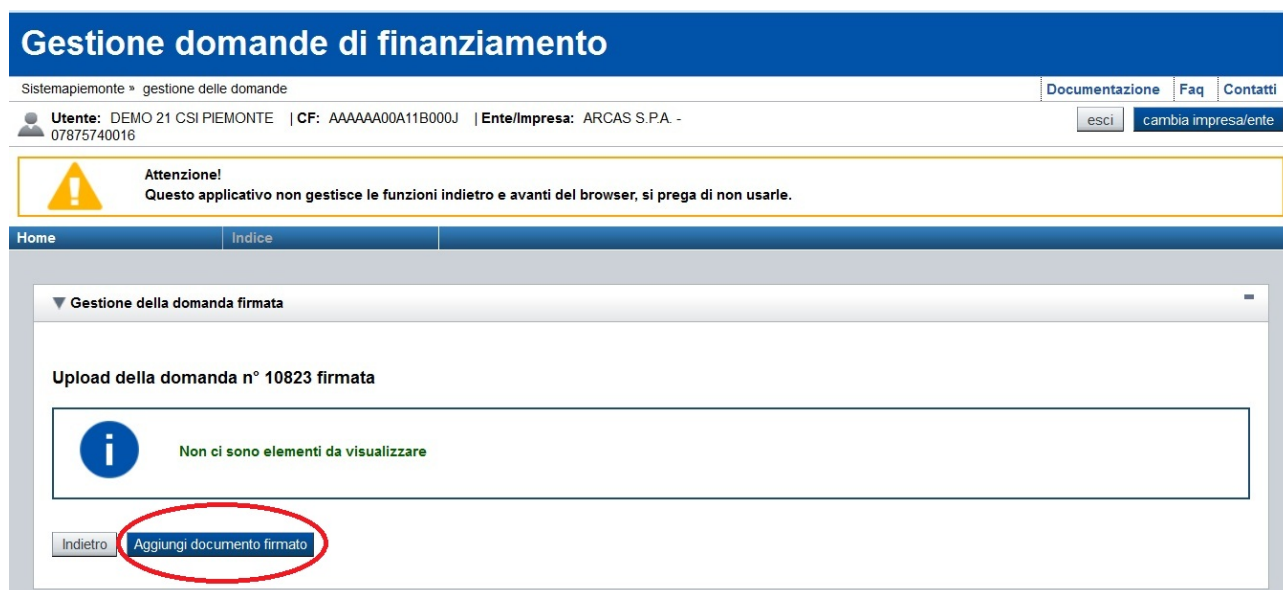 Gestione domande di finanziamento
Sistemapiemonte » gestione delle domande
Documentazione Faq Contatti
Utente: DEMO 21 CSI PIEMONTE | CF: AAAAAA00A11B000J | Ente/Impresa: ARCAS S.P.A. -
07875740016
esci cambia impresa/ente
Attenzione!
Questo applicativo non gestisce le funzioni indietro e avanti del browser, si prega di non usarle.
Home Indice
Gestione della domanda firmata
Upload della domanda n° 10823 firmata
i
Non ci sono elementi da visualizzare
Indietro Aggiungi documento firmato